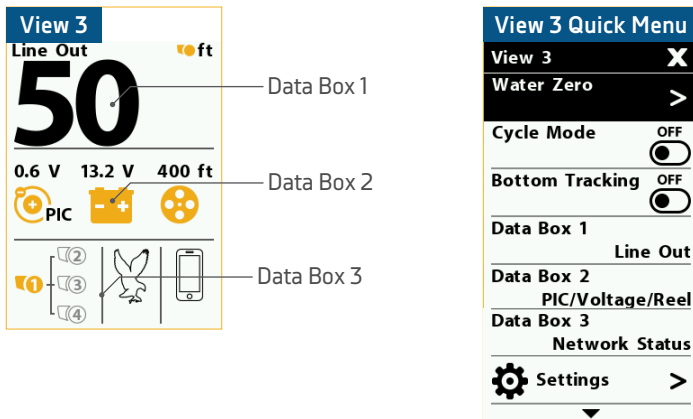 View 3
Line Out
ft
50
Data Box 1
0.6 V 13.2 V 400 ft
PIC
Data Box 2
1
2
3
4
Data Box 3
View 3 Quick Menu
View 3 X
Water Zero >
Cycle Mode OFF
Bottom Tracking OFF
Data Box 1
Line Out
Data Box 2
PIC/Voltage/Reel
Data Box 3
Network Status
Settings >